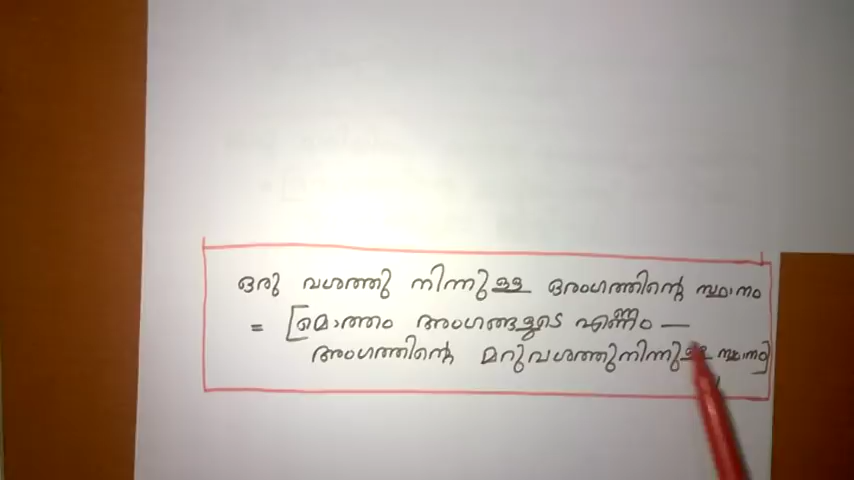 ഒരു വശത്തു നിന്നുള്ള ഒരംഗത്തിന്റെ സ്ഥാനം
= [മൊത്തം അംഗങ്ങളുടെ എണ്ണം —
അംഗത്തിന്റെ മറുവശത്തുനിന്നുള്ള സ്ഥാനം]